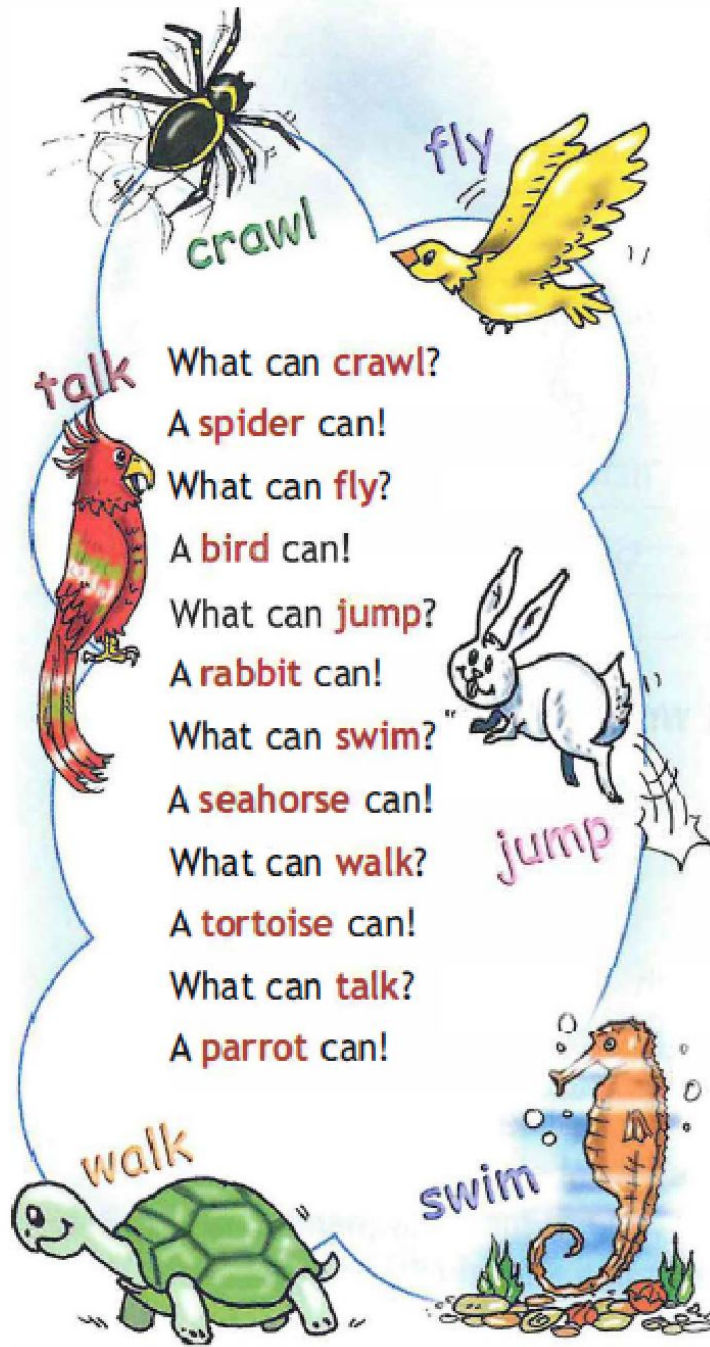 fly
crawl
talk
What can crawl?
A spider can!
What can fly?
A bird can!
What can jump?
A rabbit can!
What can swim?
A seahorse can!
jump
What can walk?
A tortoise can!
What can talk?
A parrot can!
walk
swim